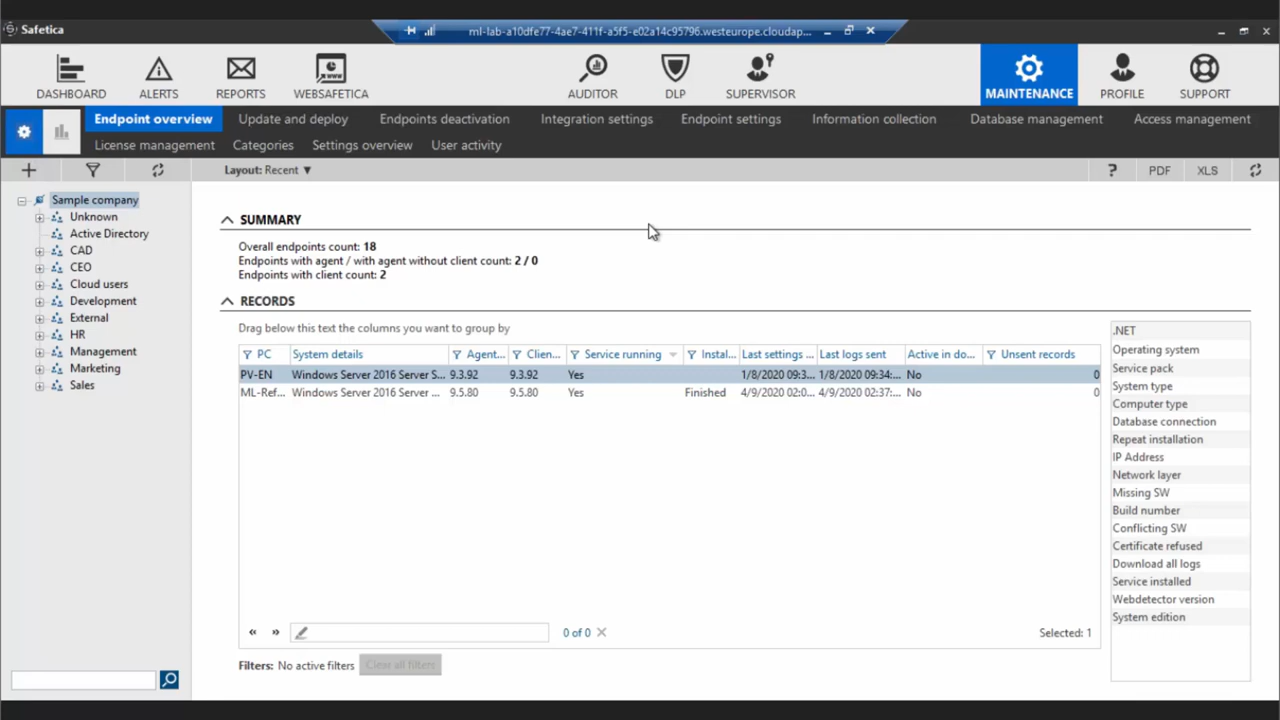 Safetica
ml-lab-a10dfe77-4ae7-411f-a5f5-e02a14c95796.westeurope.cloudap...
DASHBOARD ALERTS REPORTS WEBSAFETICA AUDITOR DLP SUPERVISOR MAINTENANCE PROFILE SUPPORT
Endpoint overview Update and deploy Endpoints deactivation Integration settings Endpoint settings Information collection Database management Access management
License management Categories Settings overview User activity
Layout: Recent ▼ ? PDF XLS
Sample company
Unknown
Active Directory
CAD
CEO
Cloud users
Development
External
HR
Management
Marketing
Sales
SUMMARY
Overall endpoints count: 18
Endpoints with agent / with agent without client count: 2 / 0
Endpoints with client count: 2
RECORDS
Drag below this text the columns you want to group by
PC System details Agent... Clien... Service running Instal... Last settings ... Last logs sent Active in do... Unsent records
PV-EN Windows Server 2016 Server S... 9.3.92 9.3.92 Yes 1/8/2020 09:3... 1/8/2020 09:34:... No 0
ML-Ref... Windows Server 2016 Server ... 9.5.80 9.5.80 Yes Finished 4/9/2020 02:0... 4/9/2020 02:37:... No 0
« » 0 of 0 Selected: 1
Filters: No active filters Clear all filters
.NET
Operating system
Service pack
System type
Computer type
Database connection
Repeat installation
IP Address
Network layer
Missing SW
Build number
Conflicting SW
Certificate refused
Download all logs
Service installed
Webdetector version
System edition